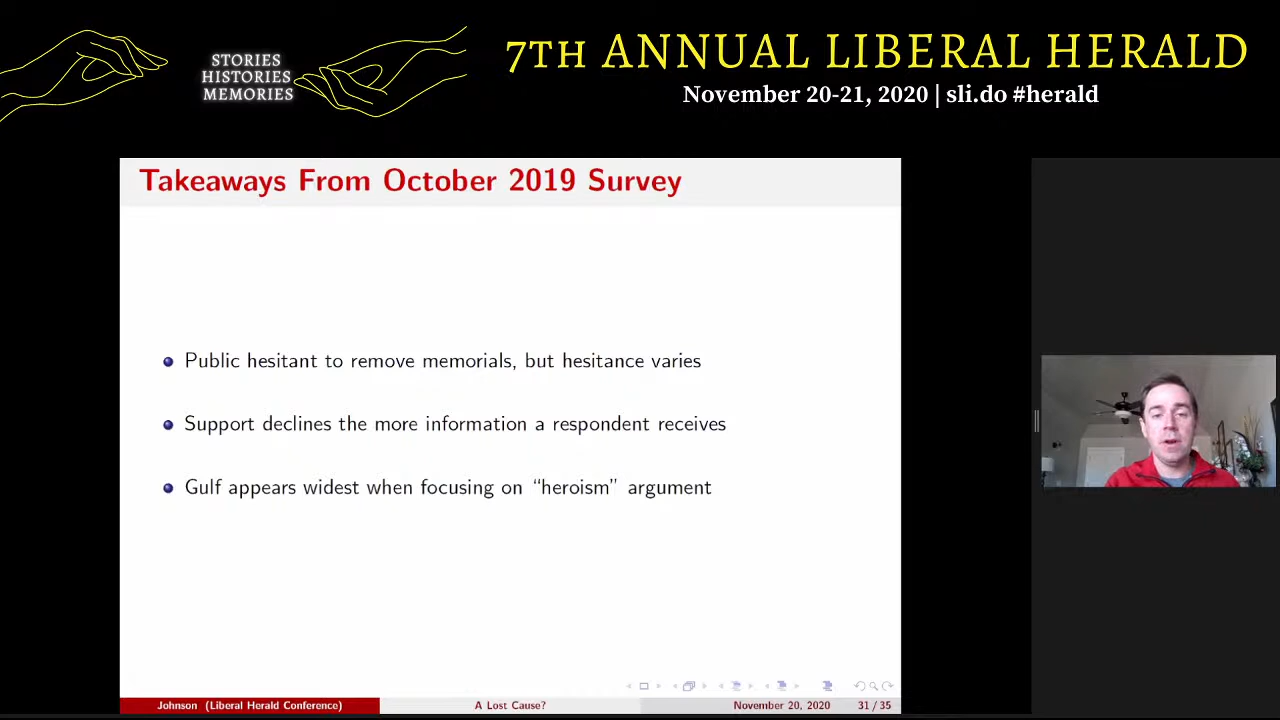 STORIES
HISTORIES
MEMORIES
7TH ANNUAL LIBERAL HERALD
November 20-21, 2020 | sli.do #herald
Takeaways From October 2019 Survey
Public hesitant to remove memorials, but hesitance varies
Support declines the more information a respondent receives
Gulf appears widest when focusing on “heroism” argument
Johnson (Liberal Herald Conference) A Lost Cause? November 20, 2020 31 / 35